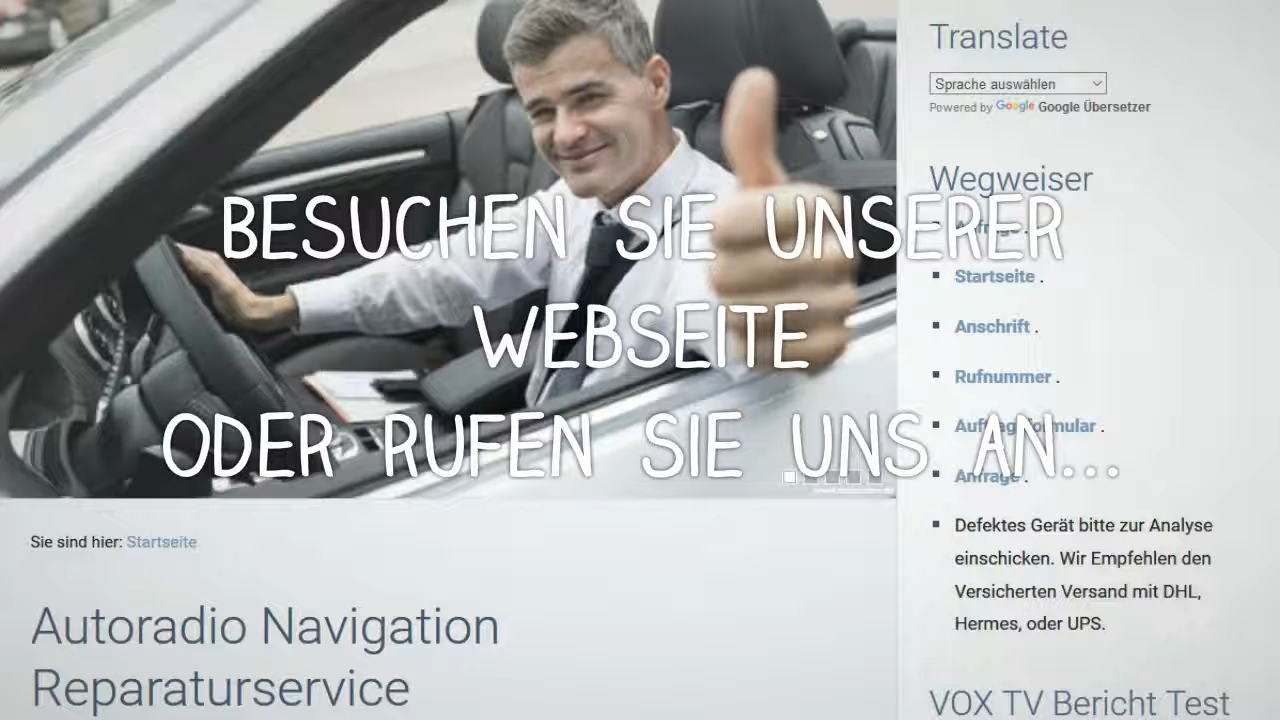 BESUCHEN SIE UNSERER
WEBSEITE
ODER RUFEN SIE UNS AN...
Translate
Sprache auswählen
Powered by Google Google Übersetzer
Wegweiser
Startseite .
Anschrift .
Rufnummer .
Auftragsformular .
Anfrage .
Defektes Gerät bitte zur Analyse
einschicken. Wir Empfehlen den
Versicherten Versand mit DHL,
Hermes, oder UPS.
VOX TV Bericht Test
Sie sind hier: Startseite
Autoradio Navigation
Reparaturservice